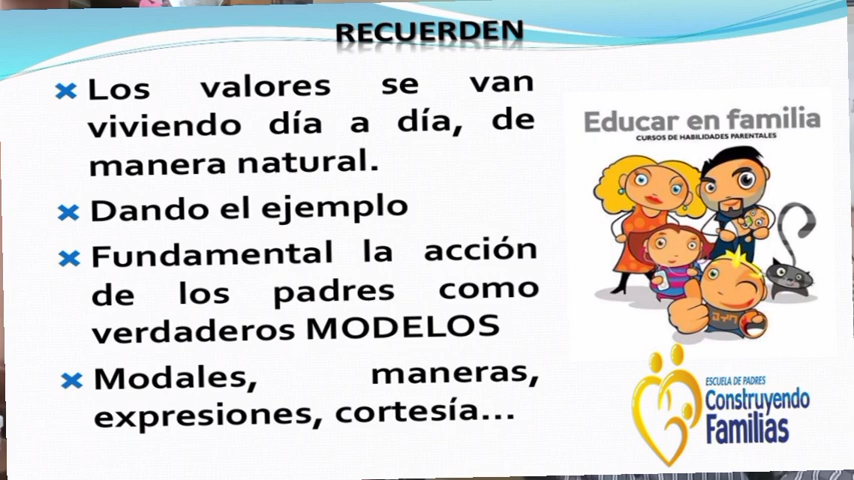 RECUERDEN
Los valores se van
viviendo día a día, de
manera natural.
Dando el ejemplo
Fundamental la acción
de los padres como
verdaderos MODELOS
Modales, maneras,
expresiones, cortesía...
Educar en familia
CURSOS DE HABILIDADES PARENTALES
ESCUELA DE PADRES
Construyendo
Familias